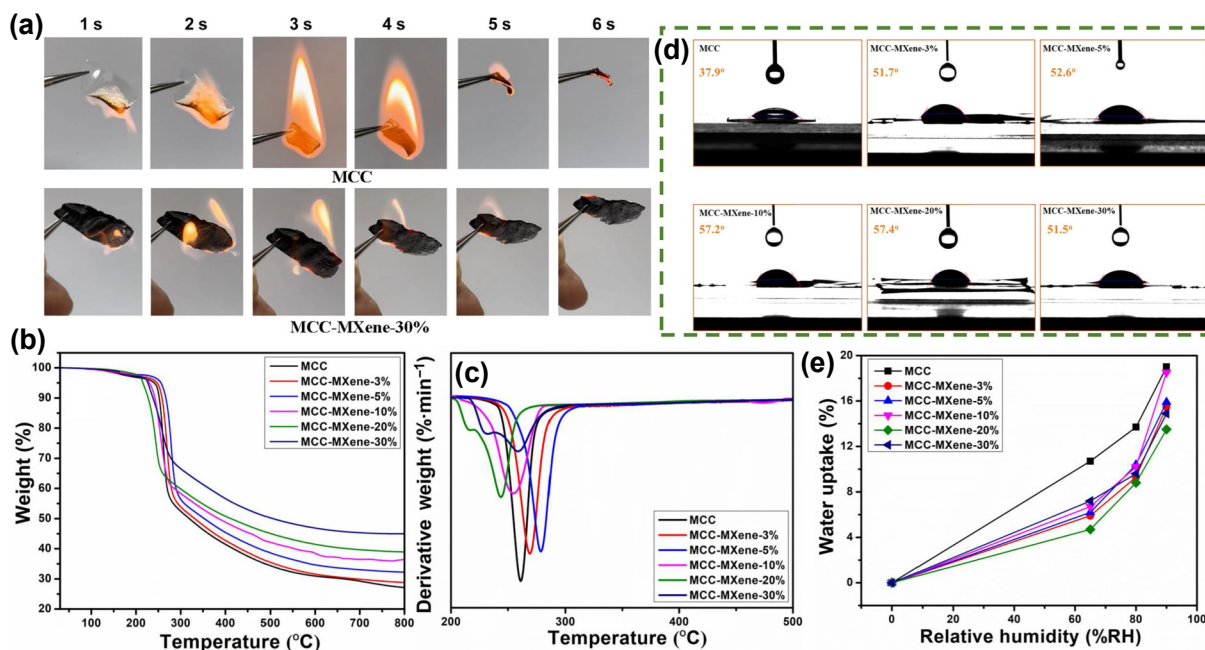 (a)
1 s 2 s 3 s 4 s 5 s 6 s
MCC
MCC-MXene-30%
(d)
MCC
37.9°
MCC-MXene-3%
51.7°
MCC-MXene-5%
52.6°
MCC-MXene-10%
57.2°
MCC-MXene-20%
57.4°
MCC-MXene-30%
51.5°
(b)
Weight (%)
100
90
80
70
60
50
40
30
20
MCC
MCC-MXene-3%
MCC-MXene-5%
MCC-MXene-10%
MCC-MXene-20%
MCC-MXene-30%
100 200 300 400 500 600 700 800
Temperature (°C)
(c)
Derivative weight (%·min⁻¹)
MCC
MCC-MXene-3%
MCC-MXene-5%
MCC-MXene-10%
MCC-MXene-20%
MCC-MXene-30%
200 300 400 500
Temperature (°C)
(e)
Water uptake (%)
20
16
12
8
4
0
MCC
MCC-MXene-3%
MCC-MXene-5%
MCC-MXene-10%
MCC-MXene-20%
MCC-MXene-30%
0 20 40 60 80 100
Relative humidity (%RH)